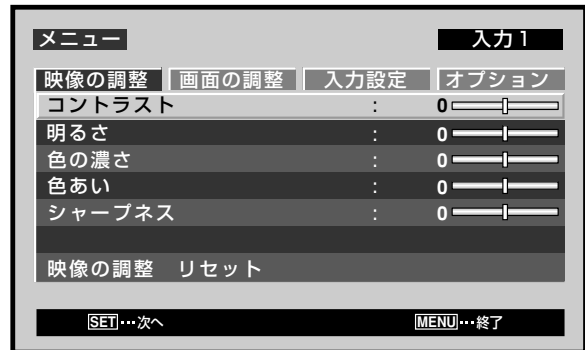 メニュー 入力1
映像の調整 画面の調整 入力設定 オプション
コントラスト : 0
明るさ : 0
色の濃さ : 0
色あい : 0
シャープネス : 0
映像の調整 リセット
SET…次へ MENU…終了